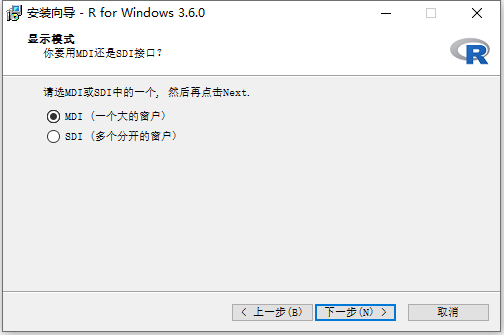 安装向导 - R for Windows 3.6.0
显示模式
你要用MDI还是SDI接口?
R
请选MDI或SDI中的一个, 然后再点击Next.
MDI (一个大的窗户)
SDI (多个分开的窗户)
< 上一步(B) 下一步(N) > 取消